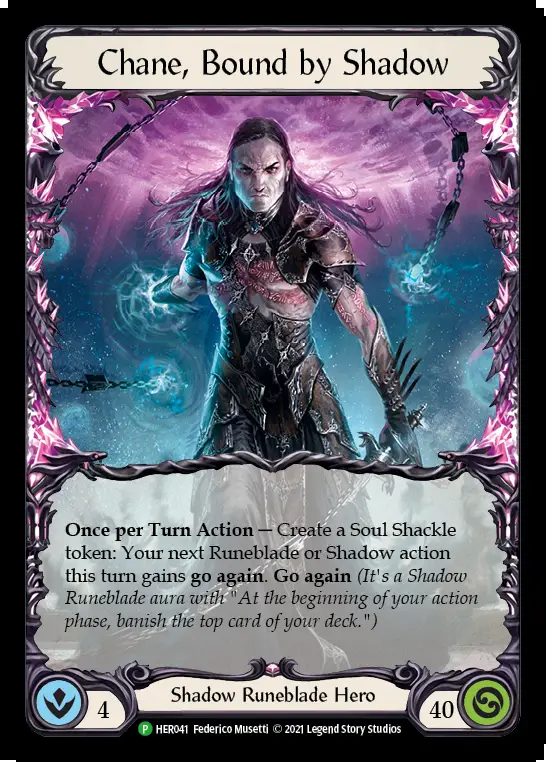 Chane, Bound by Shadow
Once per Turn Action — Create a Soul Shackle
token: Your next Runeblade or Shadow action
this turn gains go again. Go again (It's a Shadow
Runeblade aura with "At the beginning of your action
phase, banish the top card of your deck.")
4 Shadow Runeblade Hero 40
P HER041 Federico Musetti © 2021 Legend Story Studios